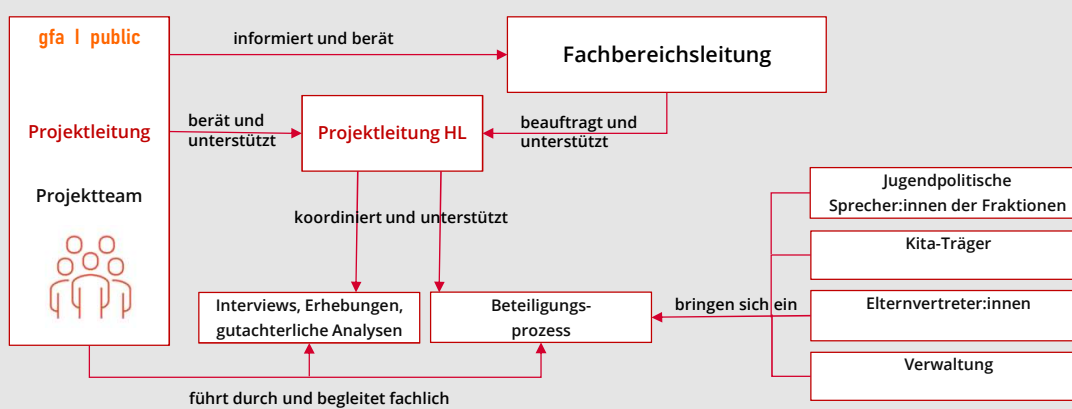 gfa | public
informiert und berät
Fachbereichsleitung
Projektleitung
berät und
unterstützt
Projektleitung HL
beauftragt und
unterstützt
Projektteam
koordiniert und unterstützt
Jugendpolitische
Sprecher:innen der Fraktionen
Kita-Träger
Interviews, Erhebungen,
gutachterliche Analysen
Beteiligungs-
prozess
bringen sich ein
Elternvertreter:innen
Verwaltung
führt durch und begleitet fachlich